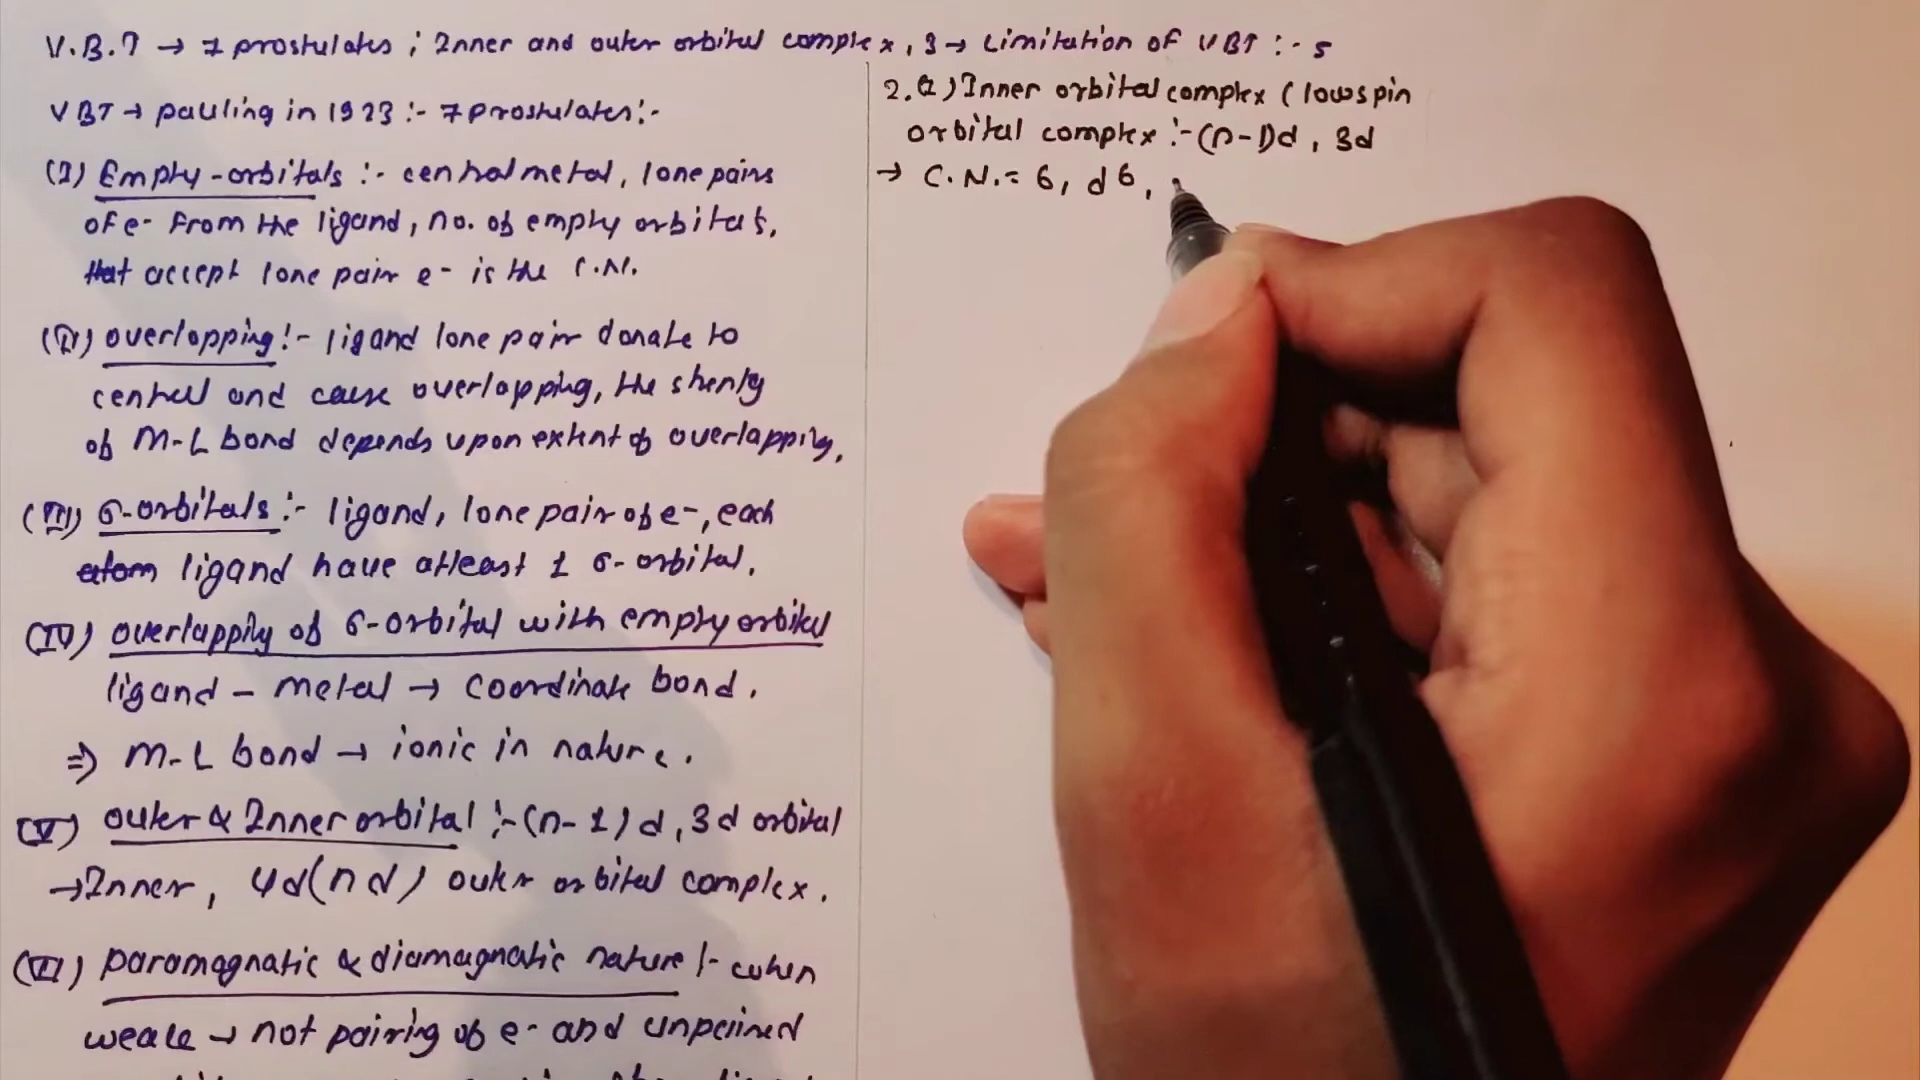 V.B.T → 7 prostulates ; Inner and outer orbital complex, 3 → Limitation of VBT :- 5
VBT → pauling in 1923 :- 7 Prostulates:-
(I) Empty-orbitals :- central metal, lone pairs
of e- from the ligand, no. of empty orbitals,
that accept lone pair e- is the C.N.
(II) overlapping :- ligand lone pair donate to
central and cause overlapping, the
of M-L bond depends upon extent of overlapping.
(III) σ-orbitals :- ligand, lone pair of e-, each
ligand have atleast 1 σ-orbital.
(IV) overlapping of σ-orbital with empty orbital
ligand - metal → coordinate bond.
⇒ M-L bond → ionic in nature.
(V) outer & Inner orbital :- (n-1)d, 3d orbital
→ Inner, 4d(nd) outer orbital complex.
paramagnatic & diamagnatic nature :- when
→ not pairing of e- and unpaired
2. Inner orbital complex (low spin
orbital complex :- (n-1)d, 3d
→ C.N. = 6, d6,